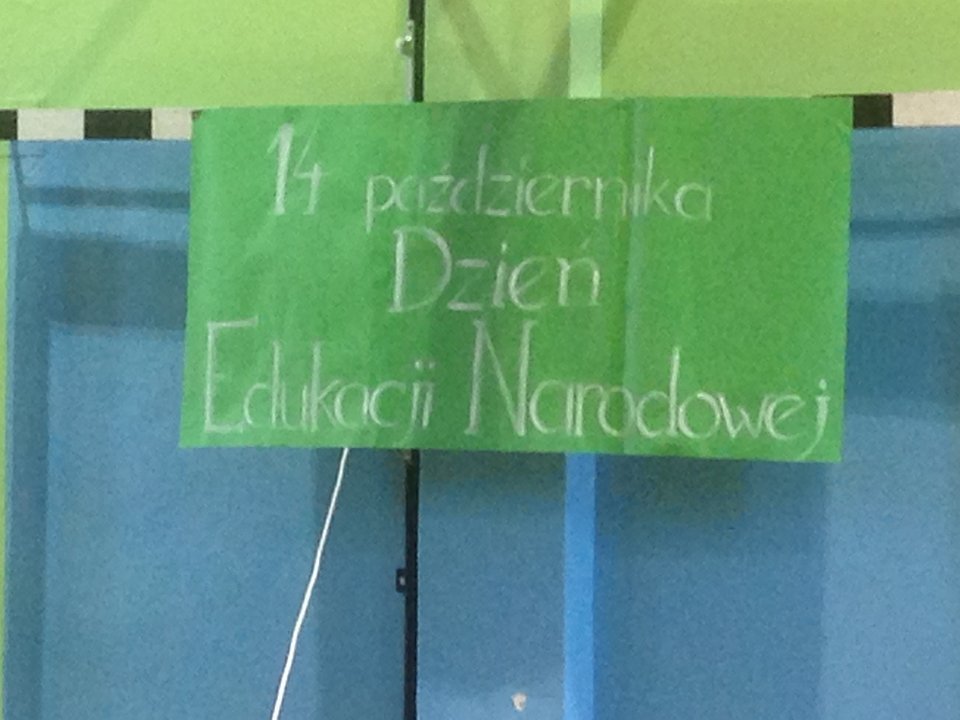 14 października
Dzień
Edukacji Narodowej